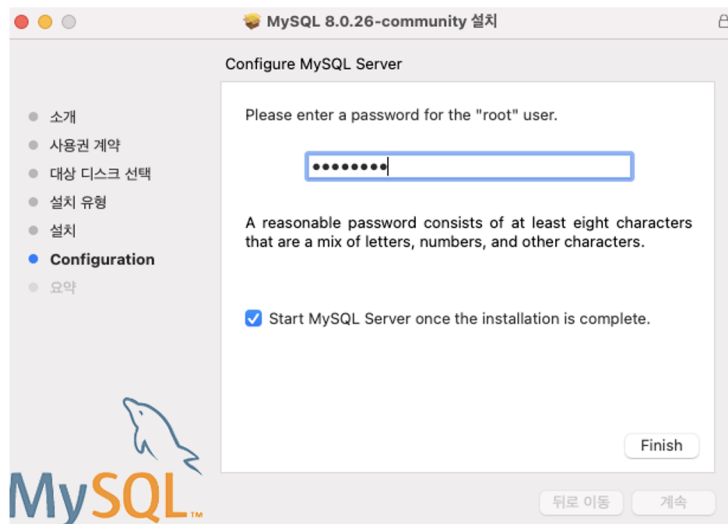 MySQL 8.0.26-community 설치
Configure MySQL Server
소개
사용권 계약
대상 디스크 선택
설치 유형
설치
Configuration
요약
Please enter a password for the "root" user.
••••••••
A reasonable password consists of at least eight characters
that are a mix of letters, numbers, and other characters.
Start MySQL Server once the installation is complete.
Finish
MySQL™
뒤로 이동
계속